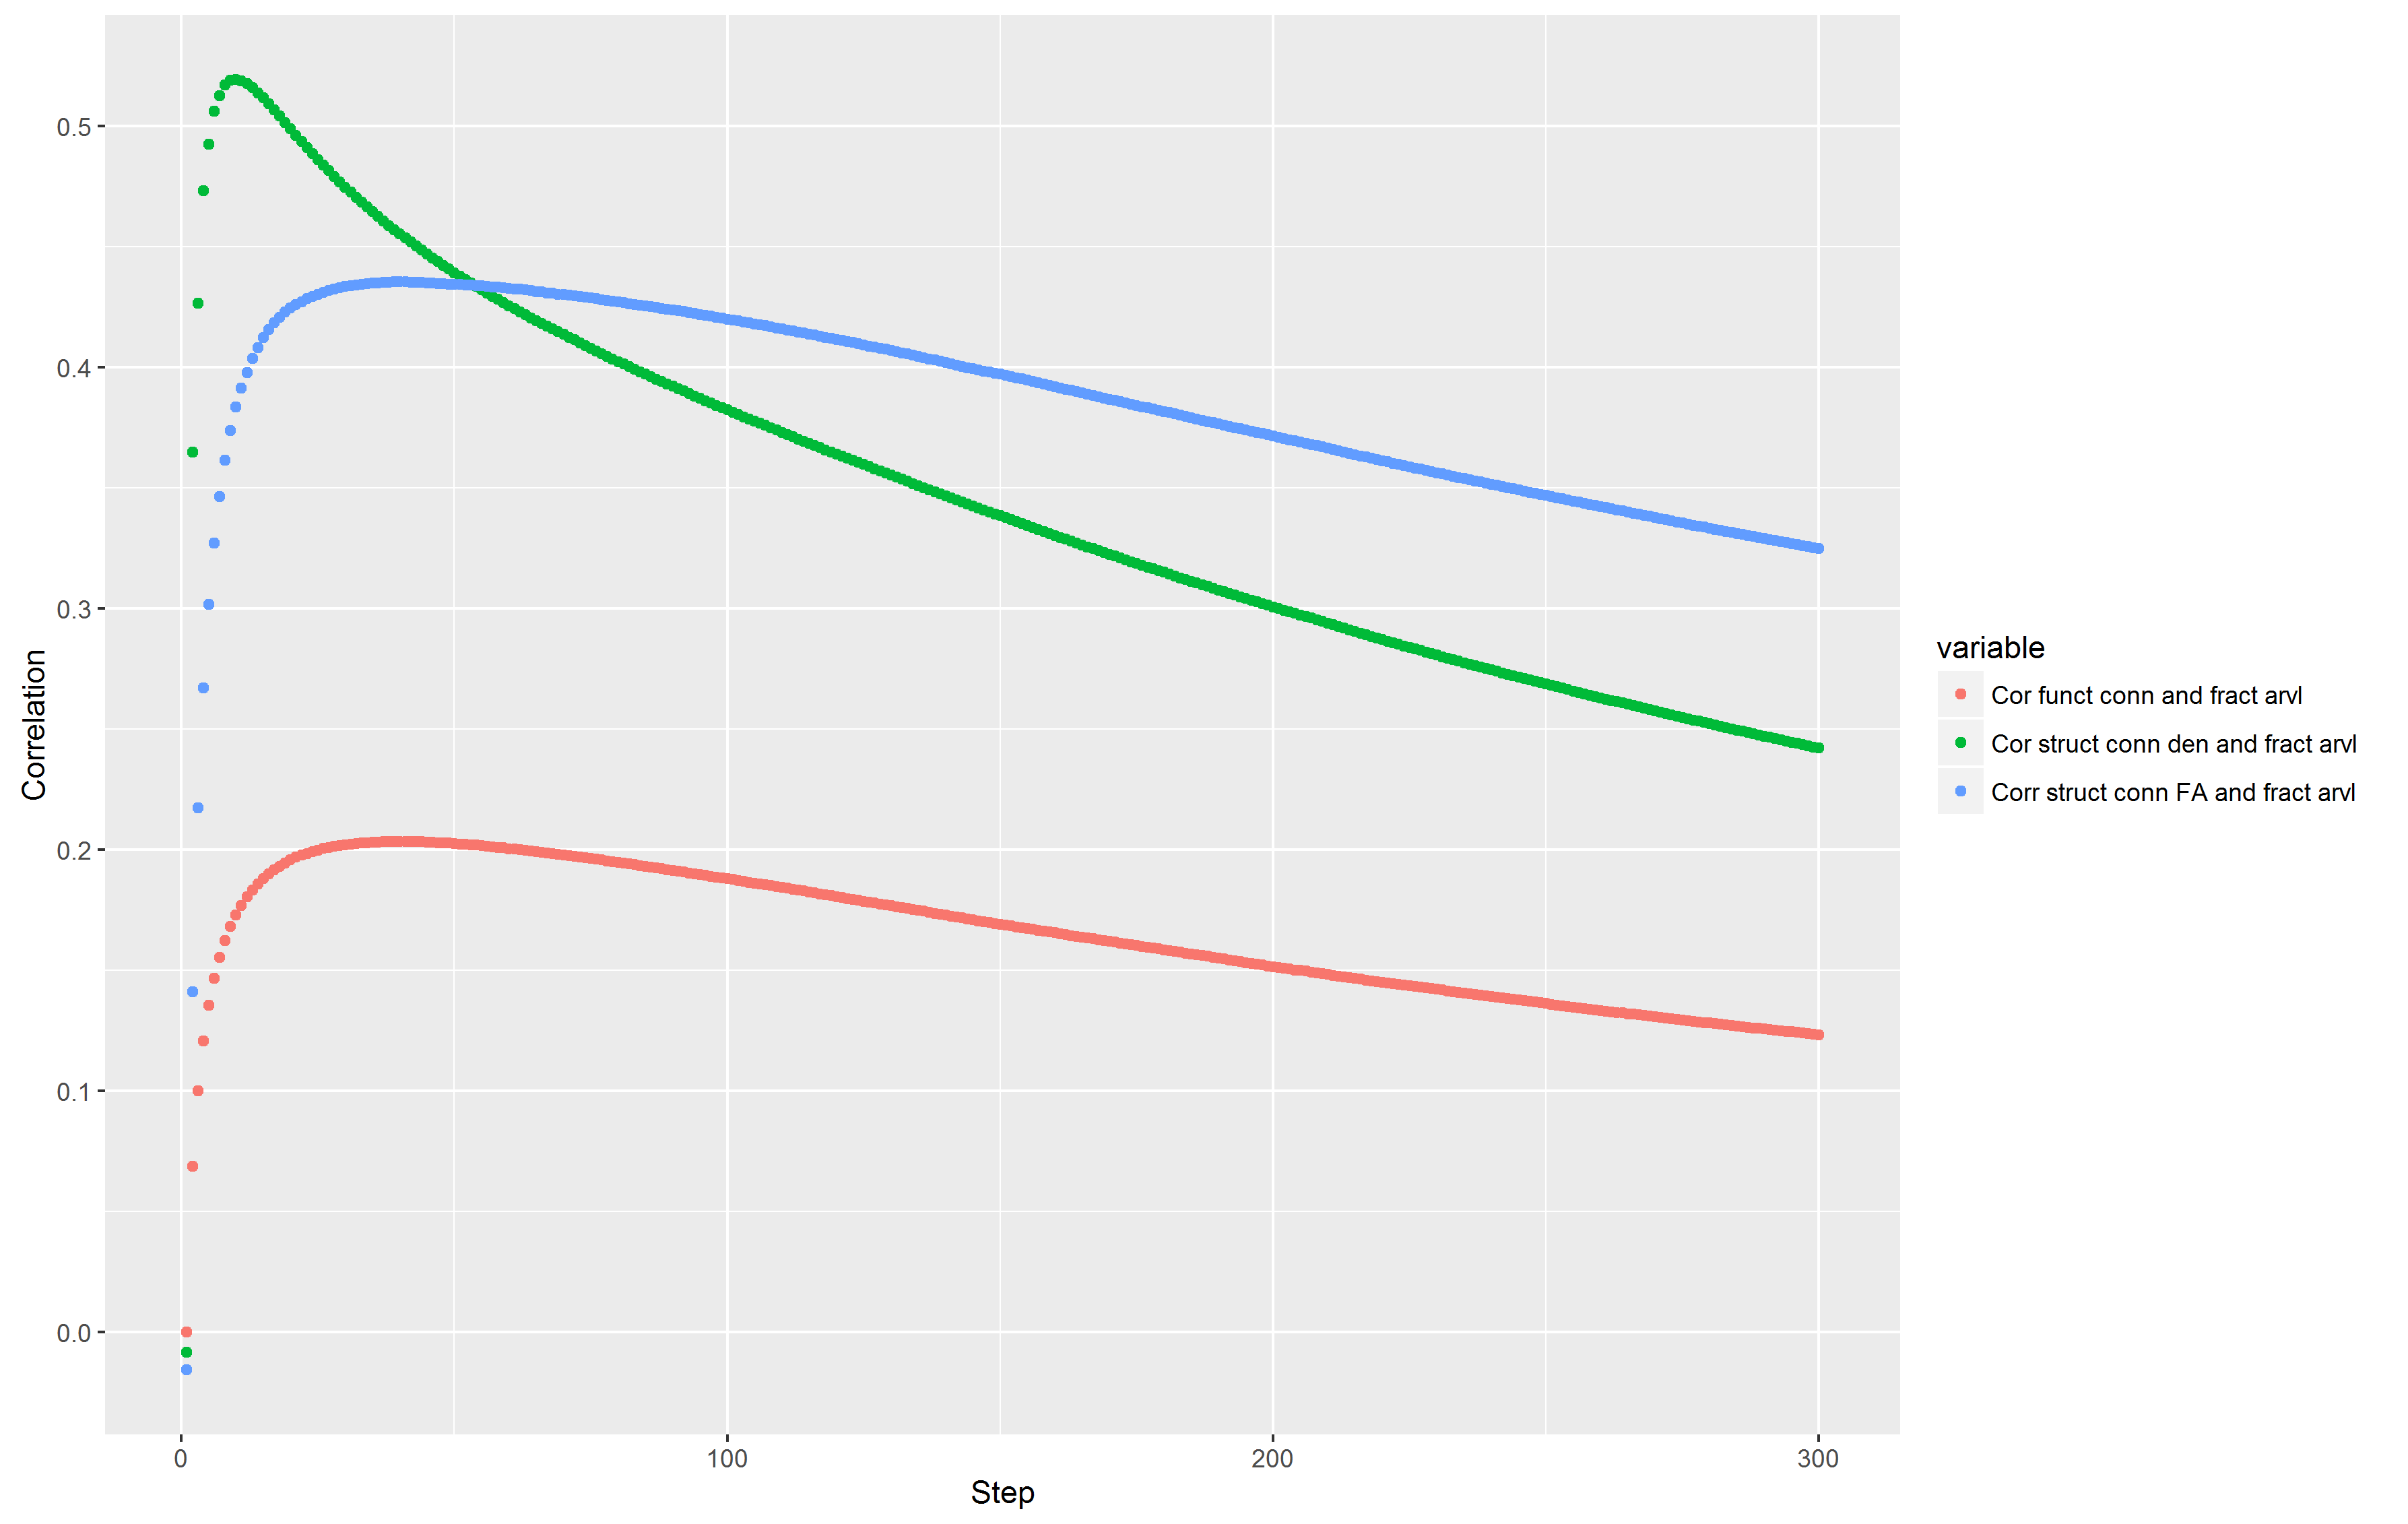 0.5
0.4
0.3
0.2
0.1
0.0
Correlation
0
100
200
300
Step
variable
Cor funct conn and fract arvl
Cor struct conn den and fract arvl
Corr struct conn FA and fract arvl